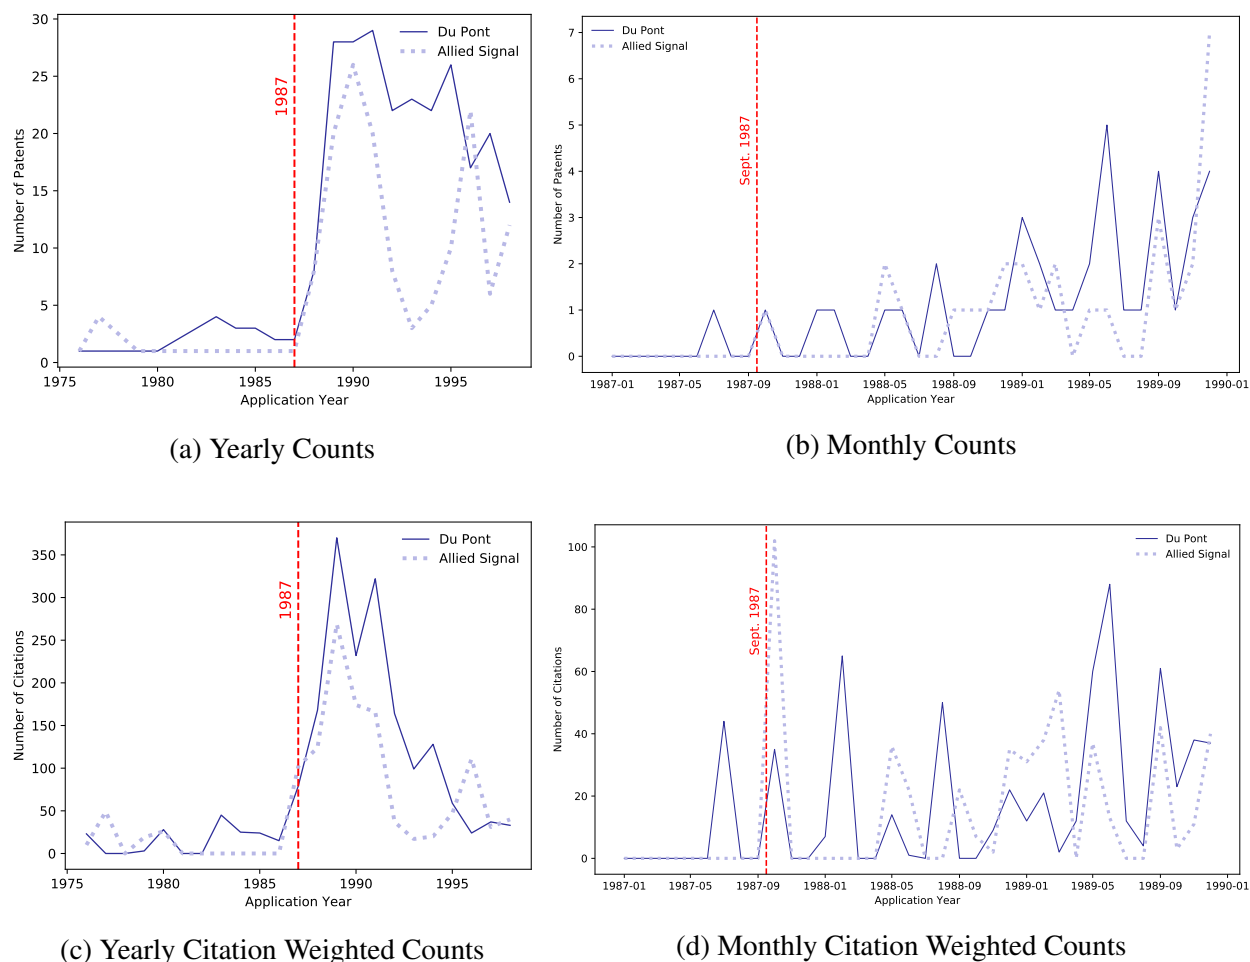 30
25
20
15
10
5
0
Number of Patents
1987
Du Pont
Allied Signal
1975
1980
1985
1990
1995
Application Year
(a) Yearly Counts
7
6
5
4
3
2
1
0
Number of Patents
Sept. 1987
Du Pont
Allied Signal
1987-01
1987-05
1987-09
1988-01
1988-05
1988-09
1989-01
1989-05
1989-09
1990-01
Application Year
(b) Monthly Counts
350
300
250
200
150
100
50
0
Number of Citations
1987
Du Pont
Allied Signal
1975
1980
1985
1990
1995
Application Year
(c) Yearly Citation Weighted Counts
100
80
60
40
20
0
Number of Citations
Sept. 1987
Du Pont
Allied Signal
1987-01
1987-05
1987-09
1988-01
1988-05
1988-09
1989-01
1989-05
1989-09
1990-01
Application Year
(d) Monthly Citation Weighted Counts